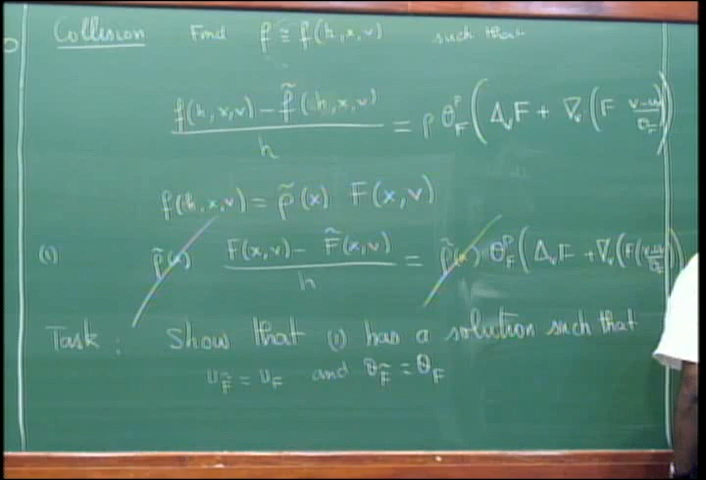 Collision Find f ≡ f(h,x,v) such that
f(h,x,v) – f̃(h,x,v) / h = ρ θ_F^p ( Δ_v F + ∇_v ( F v-u / θ_F ) )
f(h,x,v) = ρ̃(x) F(x,v)
(1) ρ̃(x) F(x,v) – F̃(x,v) / h = ρ̃(x) θ_F^p ( Δ_v F + ∇_v ( F ( v-u / θ_F ) )
Task : Show that (1) has a solution such that
u_F̃ = u_F and θ_F̃ = θ_F